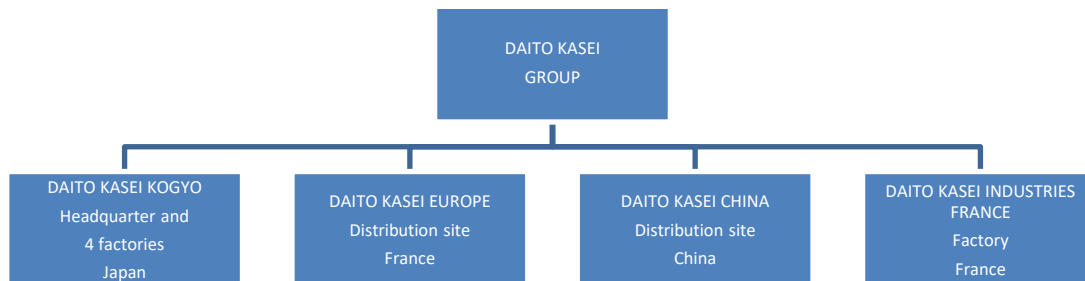 DAITO KASEI
GROUP
DAITO KASEI KOGYO
Headquarter and
4 factories
Japan
DAITO KASEI EUROPE
Distribution site
France
DAITO KASEI CHINA
Distribution site
China
DAITO KASEI INDUSTRIES
FRANCE
Factory
France